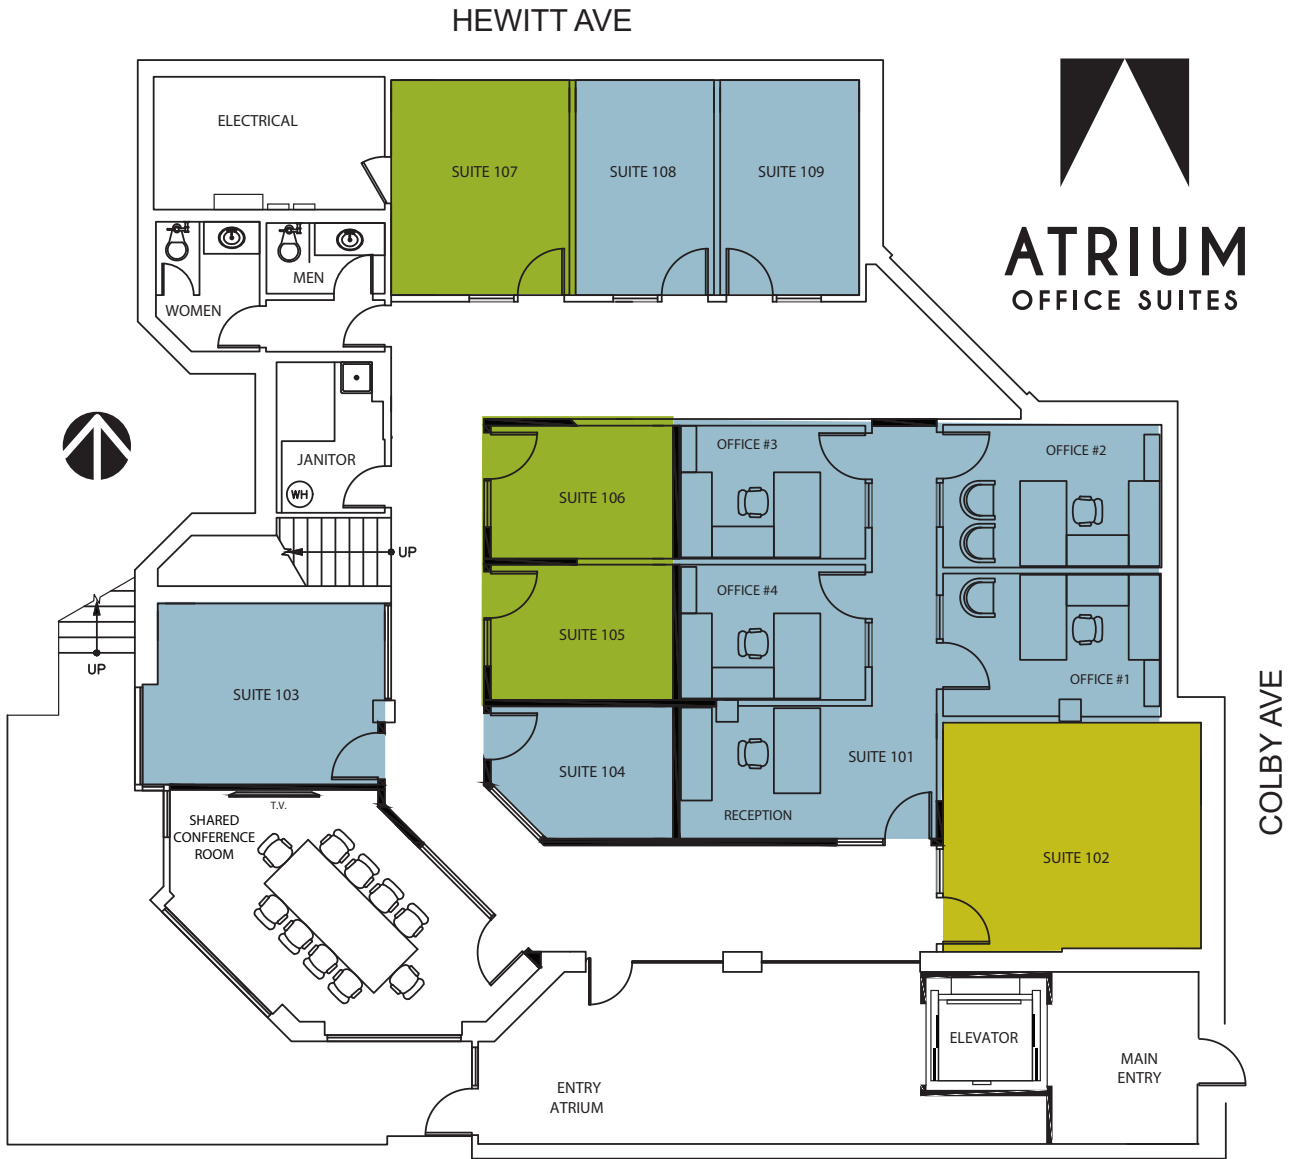 HEWITT AVE
ELECTRICAL
SUITE 107
SUITE 108
SUITE 109
ATRIUM
OFFICE SUITES
MEN
WOMEN
JANITOR
WH
UP
UP
OFFICE #3
OFFICE #2
SUITE 106
OFFICE #4
SUITE 105
OFFICE #1
SUITE 103
SUITE 104
SUITE 101
RECEPTION
COLBY AVE
T.V.
SHARED
CONFERENCE
ROOM
SUITE 102
ELEVATOR
MAIN
ENTRY
ENTRY
ATRIUM